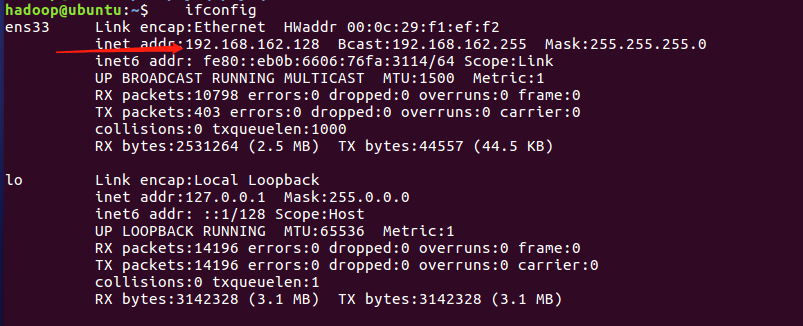 hadoop@ubuntu:~$     ifconfig
ens33     Link encap:Ethernet  HWaddr 00:0c:29:f1:ef:f2
          inet addr:192.168.162.128  Bcast:192.168.162.255  Mask:255.255.255.0
          inet6 addr: fe80::eb0b:6606:76fa:3114/64 Scope:Link
          UP BROADCAST RUNNING MULTICAST  MTU:1500  Metric:1
          RX packets:10798 errors:0 dropped:0 overruns:0 frame:0
          TX packets:403 errors:0 dropped:0 overruns:0 carrier:0
          collisions:0 txqueuelen:1000
          RX bytes:2531264 (2.5 MB)  TX bytes:44557 (44.5 KB)

lo        Link encap:Local Loopback
          inet addr:127.0.0.1  Mask:255.0.0.0
          inet6 addr: ::1/128 Scope:Host
          UP LOOPBACK RUNNING  MTU:65536  Metric:1
          RX packets:14196 errors:0 dropped:0 overruns:0 frame:0
          TX packets:14196 errors:0 dropped:0 overruns:0 carrier:0
          collisions:0 txqueuelen:1
          RX bytes:3142328 (3.1 MB)  TX bytes:3142328 (3.1 MB)